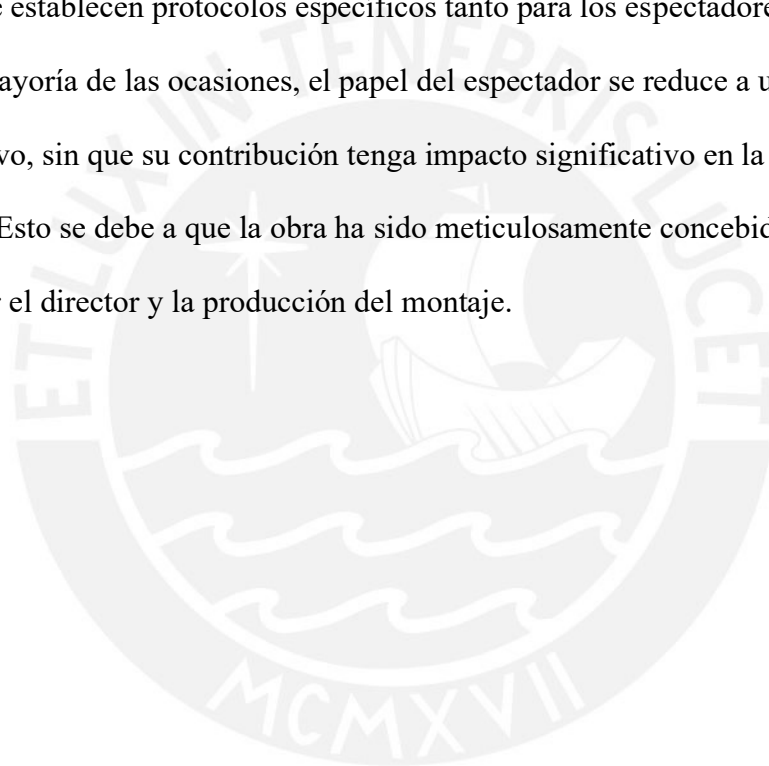 establecen protocolos específicos tanto para los
ayoría de las ocasiones, el papel del espectador se reduce a
vo, sin que su contribución tenga impacto significativo en la
Esto se debe a que la obra ha sido meticulosamente
el director y la producción del montaje.
ET LUX IN TENEBRIS LUCET
MCMXVII